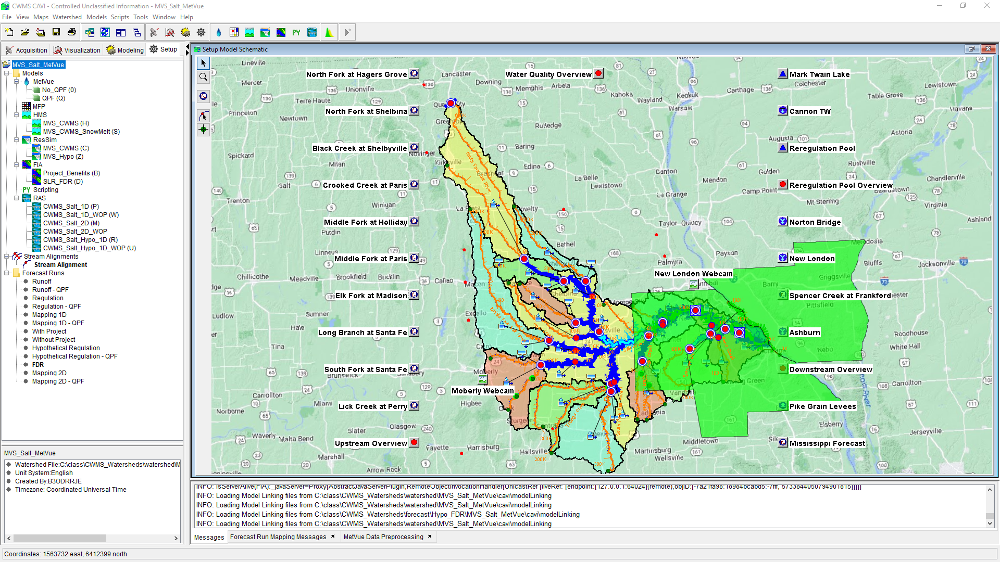 CWMS CAVI - Controlled Unclassified Information - MVS_Salt_MetVue
File View Maps Watershed Models Scripts Tools Window Help
Acquisition Visualization Modeling Setup
MVS_Salt_MetVue
Models
MetVue
No_QPF (0)
QPF (Q)
MFP
HMS
MVS_CWMS (H)
MVS_CWMS_SnowMelt (S)
ResSim
MVS_CWMS (C)
MVS_Hypo (Z)
FIA
Project_Benefits (B)
SLR_FDR (D)
PY Scripting
RAS
CWMS_Salt_1D (P)
CWMS_Salt_1D_WOP (W)
CWMS_Salt_2D (M)
CWMS_Salt_2D_WOP
CWMS_Salt_Hypo_1D (R)
CWMS_Salt_Hypo_1D_WOP (U)
Stream Alignments
Stream Alignment
Forecast Runs
Runoff
Runoff - QPF
Regulation
Regulation - QPF
Mapping 1D
Mapping 1D - QPF
With Project
Without Project
Hypothetical Regulation
Hypothetical Regulation - QPF
FDR
Mapping 2D
Mapping 2D - QPF
MVS_Salt_MetVue
Watershed File:C:\class\CWMS_Watersheds\watershed\M
Unit System:English
Created By:B3ODRRJE
Timezone: Coordinated Universal Time
Setup Model Schematic
North Fork at Hagers Grove
North Fork at Shelbina
Black Creek at Shelbyville
Crooked Creek at Paris
Middle Fork at Holliday
Middle Fork at Paris
Elk Fork at Madison
Long Branch at Santa Fe
South Fork at Santa Fe
Lick Creek at Perry
Upstream Overview
Water Quality Overview
New London Webcam
Moberly Webcam
Mark Twain Lake
Cannon TW
Reregulation Pool
Reregulation Pool Overview
Norton Bridge
New London
Spencer Creek at Frankford
Ashburn
Downstream Overview
Pike Grain Levees
Mississippi Forecast
Lineville
Mercer
Princeton
Unionville
Terre Haute
Newtown
Lancaster
Downing
Memphis
Arbela
Kahoka
Wayland
Keokuk
Warsaw
Carthage
Colchester
Table Grove
Lewistown
Havana
Astoria
Augusta
Rushville
Rutledge
Baring
Edina
La Belle
Lewistown
Canton
La Grange
Mendon
Golden
Camp Point
Mt Sterling
Chandlerville
Virginia
Ashland
Spickard
Milan
Galt
Trenton
Winigan
Purdin
Brookfield
Bucklin
Meadville
Chillicothe
Callao
Ludlow
Sumner
Hale
Tina
Carrollton
Norborne
Miami
Waverly
Malta Bend
Slater
Glasgow
Marshall
Arrow Rock
Fayette
Harrisburg
Higbee
Hallsville
Bethel
Palmyra
Taylor
Quincy
Payson
Barry
Griggsville
Pittsfield
Jacksonville
Roodhouse
White Hall
Nebo
Carrollton
Jerseyville
Elsberry
Middletown
Martinsburg
Wellsville
INFO: IsServerAlive(FIA):_javaServer=Proxy[AbstractJavaServerPlugin,RemoteObjectInvocationHandler[UnicastRef [liveRef: [endpoint:[127.0.0.1:64024](remote),objID:[-7a21fa98:18984bcabd5:-7fff, 5733844050794901815]]]]]
INFO: Loading Model Linking files from C:\class\CWMS_Watersheds\watershed\MVS_Salt_MetVue\cavi\modelLinking
INFO: Loading Model Linking files from C:\class\CWMS_Watersheds\watershed\MVS_Salt_MetVue\cavi\modelLinking
INFO: Loading Model Linking files from C:\class\CWMS_Watersheds\forecast\Hypo_FDR\MVS_Salt_MetVue\cavi\modelLinking
INFO: Loading Model Linking files from C:\class\CWMS_Watersheds\watershed\MVS_Salt_MetVue\cavi\modelLinking
Messages Forecast Run Mapping Messages × MetVue Data Preprocessing ×
Coordinates: 1563732 east, 6412399 north